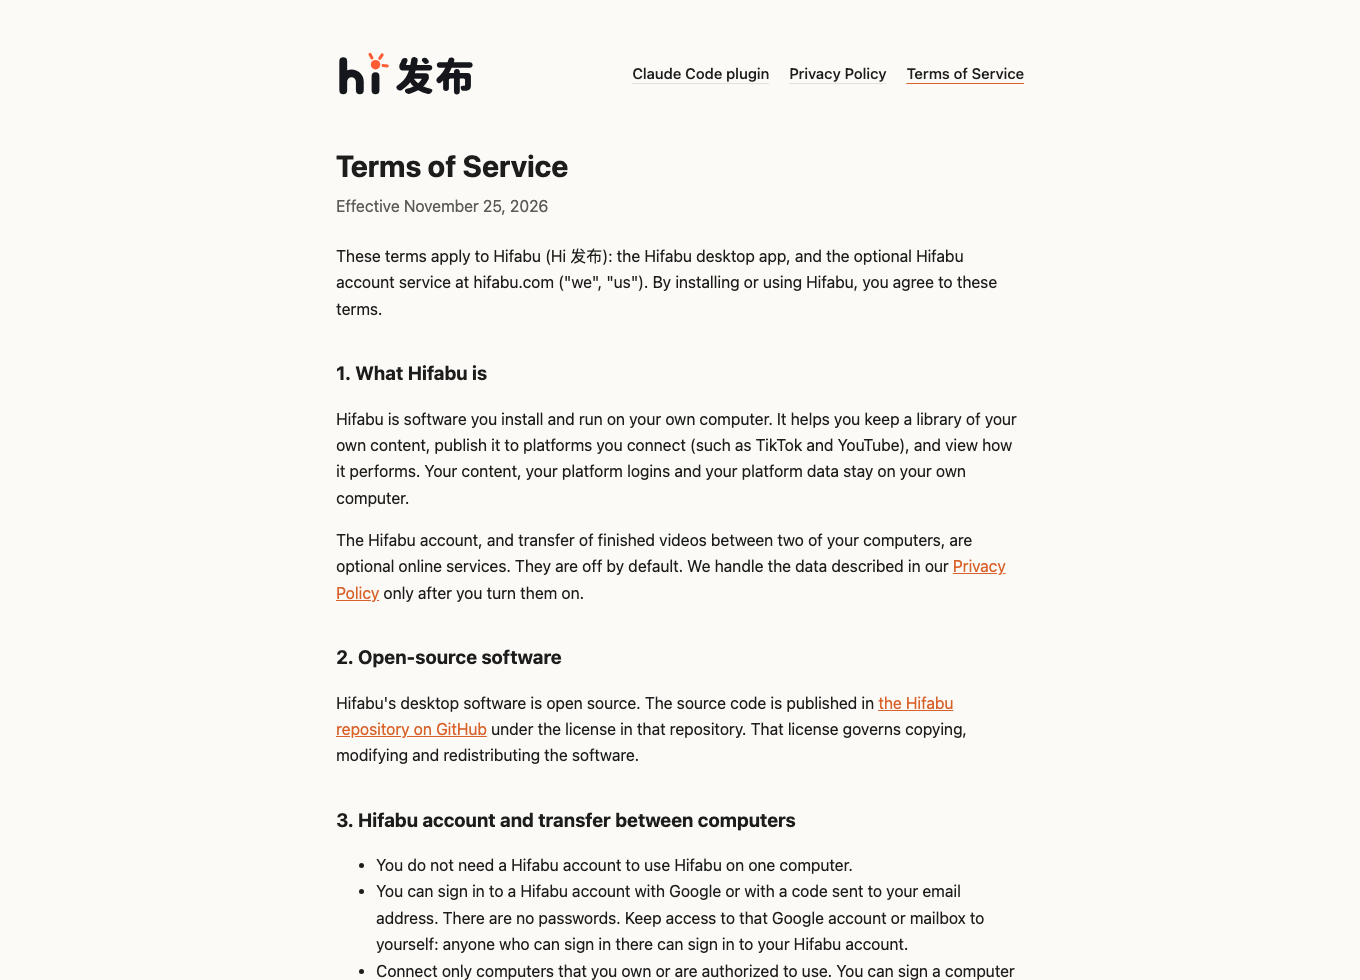 hi 发布
Claude Code plugin
Privacy Policy
Terms of Service
Terms of Service
Effective November 25, 2026
These terms apply to Hifabu (Hi 发布): the Hifabu desktop app, and the optional Hifabu
account service at hifabu.com ("we", "us"). By installing or using Hifabu, you agree to these
terms.
1. What Hifabu is
Hifabu is software you install and run on your own computer. It helps you keep a library of your
own content, publish it to platforms you connect (such as TikTok and YouTube), and view how
it performs. Your content, your platform logins and your platform data stay on your own
computer.
The Hifabu account, and transfer of finished videos between two of your computers, are
optional online services. They are off by default. We handle the data described in our Privacy
Policy only after you turn them on.
2. Open-source software
Hifabu's desktop software is open source. The source code is published in the Hifabu
repository on GitHub under the license in that repository. That license governs copying,
modifying and redistributing the software.
3. Hifabu account and transfer between computers
• You do not need a Hifabu account to use Hifabu on one computer.
• You can sign in to a Hifabu account with Google or with a code sent to your email
address. There are no passwords. Keep access to that Google account or mailbox to
yourself: anyone who can sign in there can sign in to your Hifabu account.
• Connect only computers that you own or are authorized to use. You can sign a computer